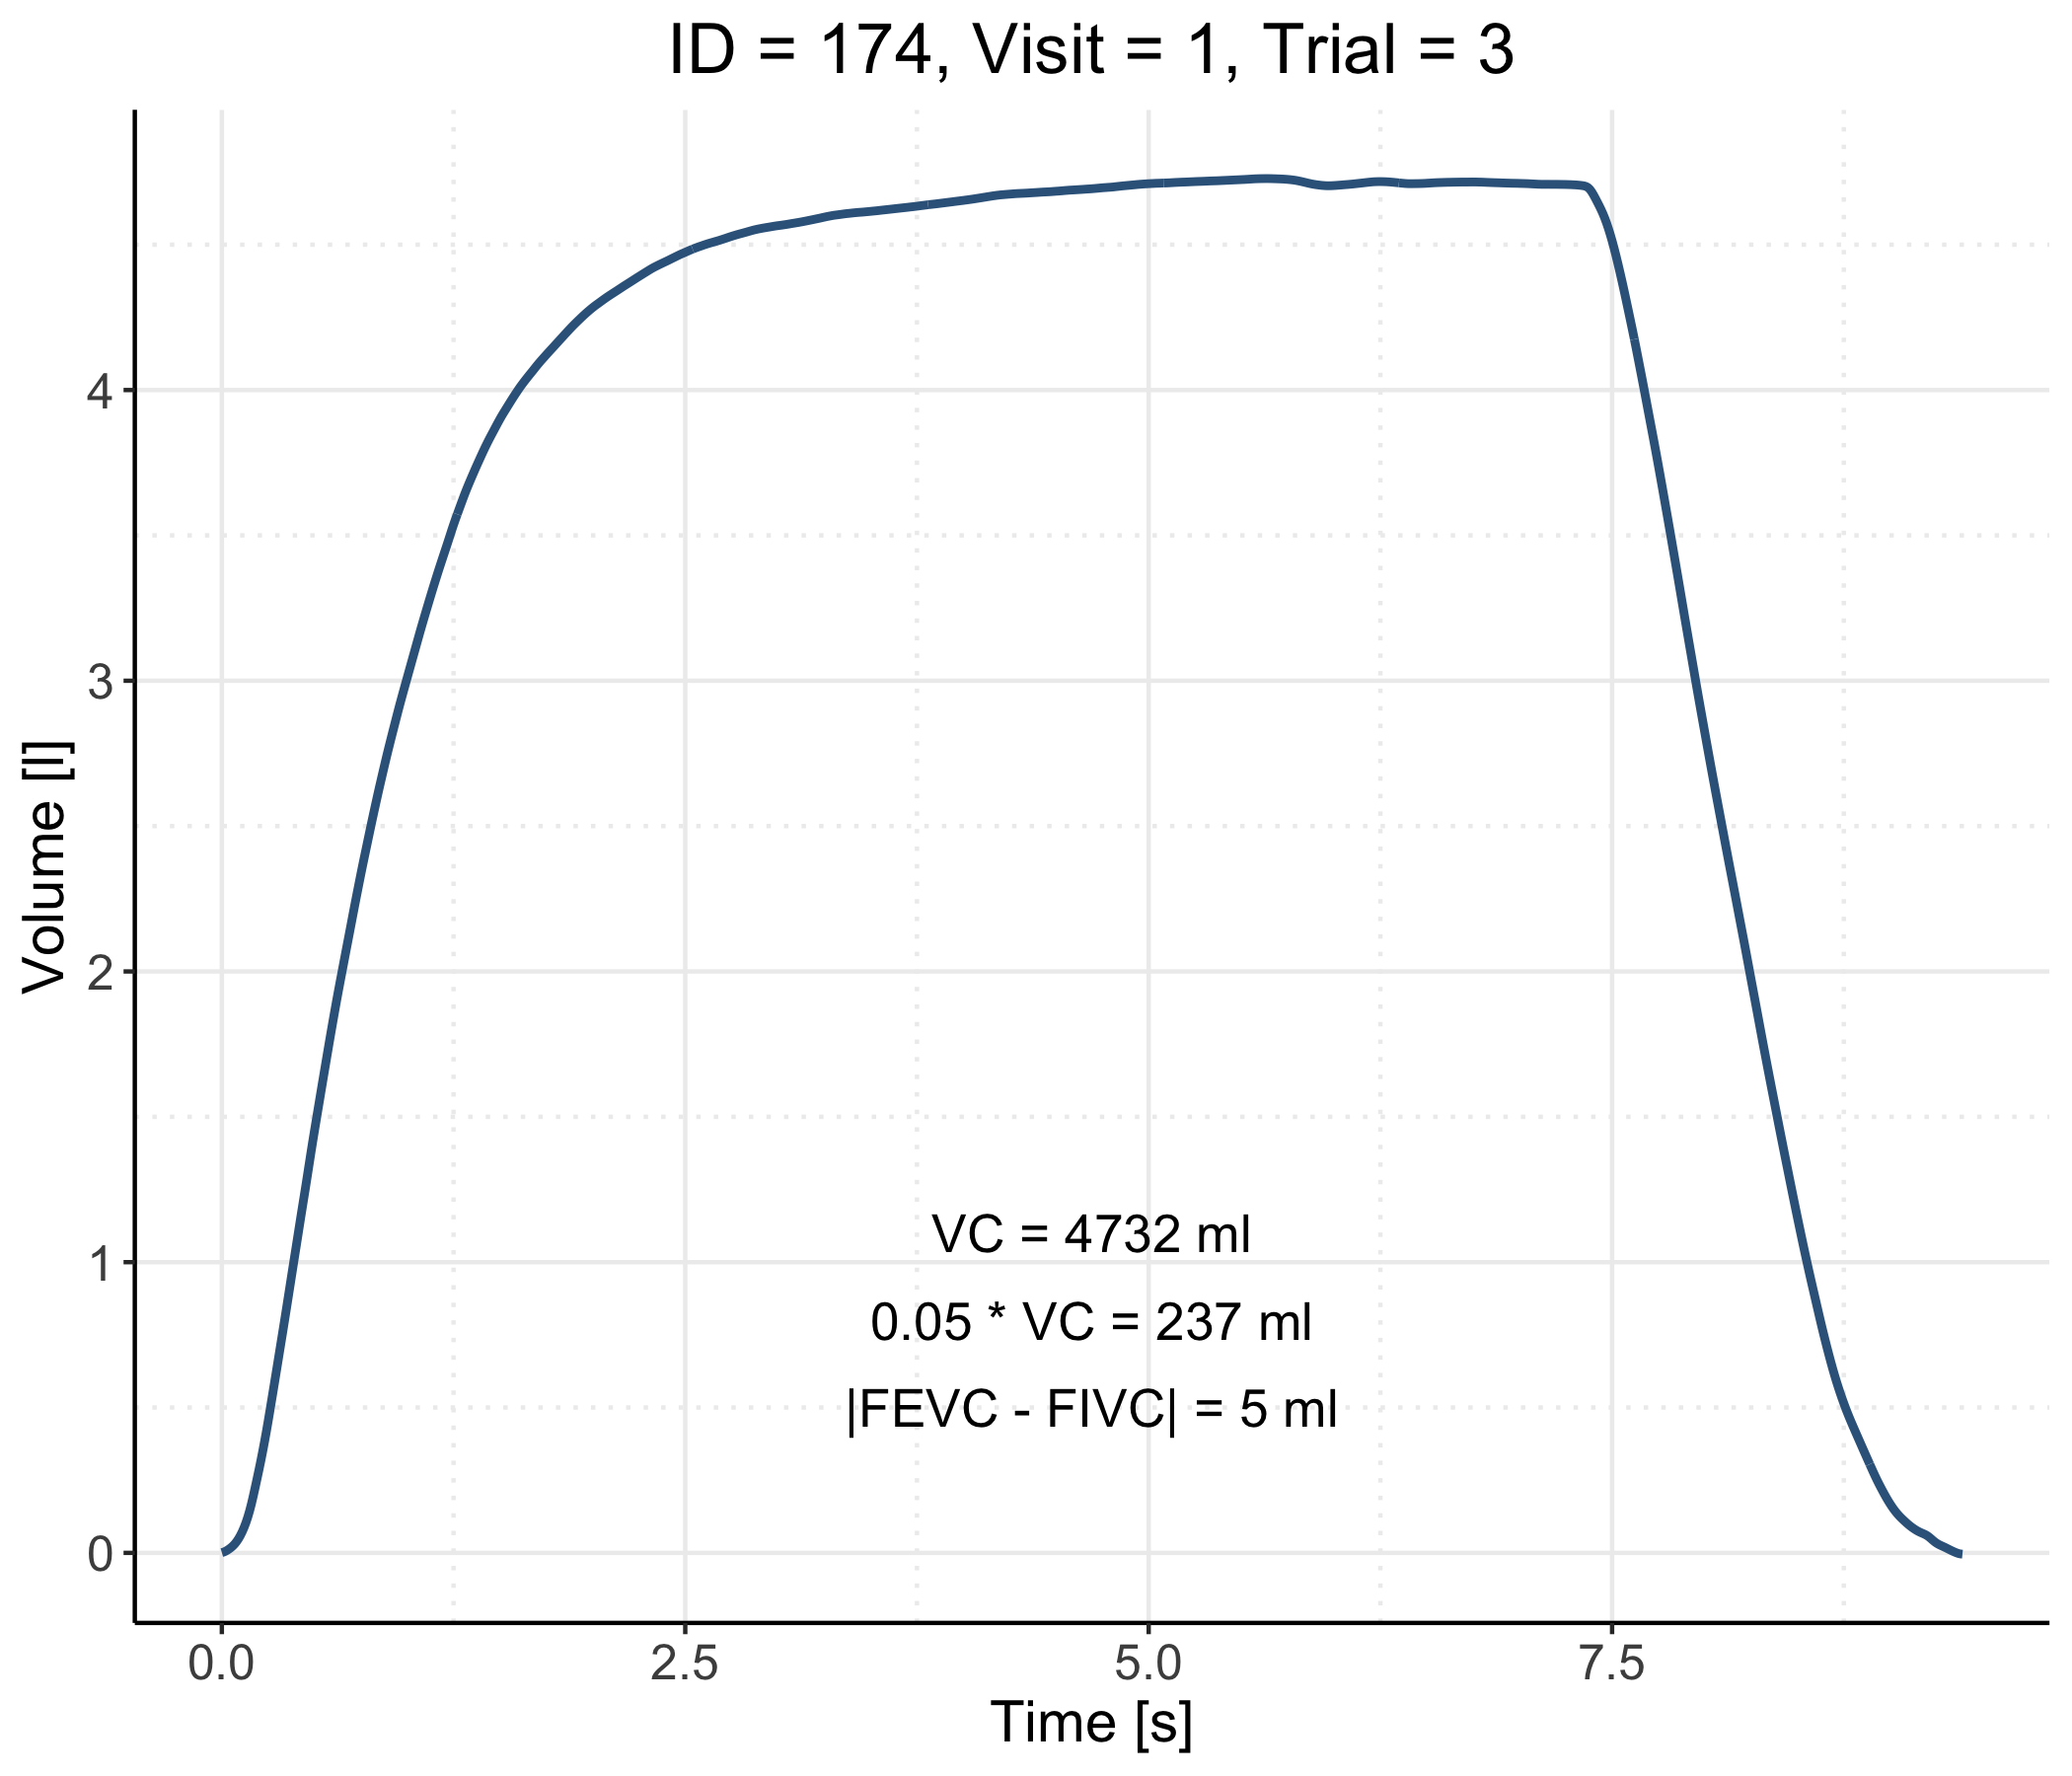 ID = 174, Visit = 1, Trial = 3
Volume [l]
4
3
2
1
0
VC = 4732 ml
0.05 * VC = 237 ml
|FEVC - FIVC| = 5 ml
0.0 2.5 5.0 7.5
Time [s]